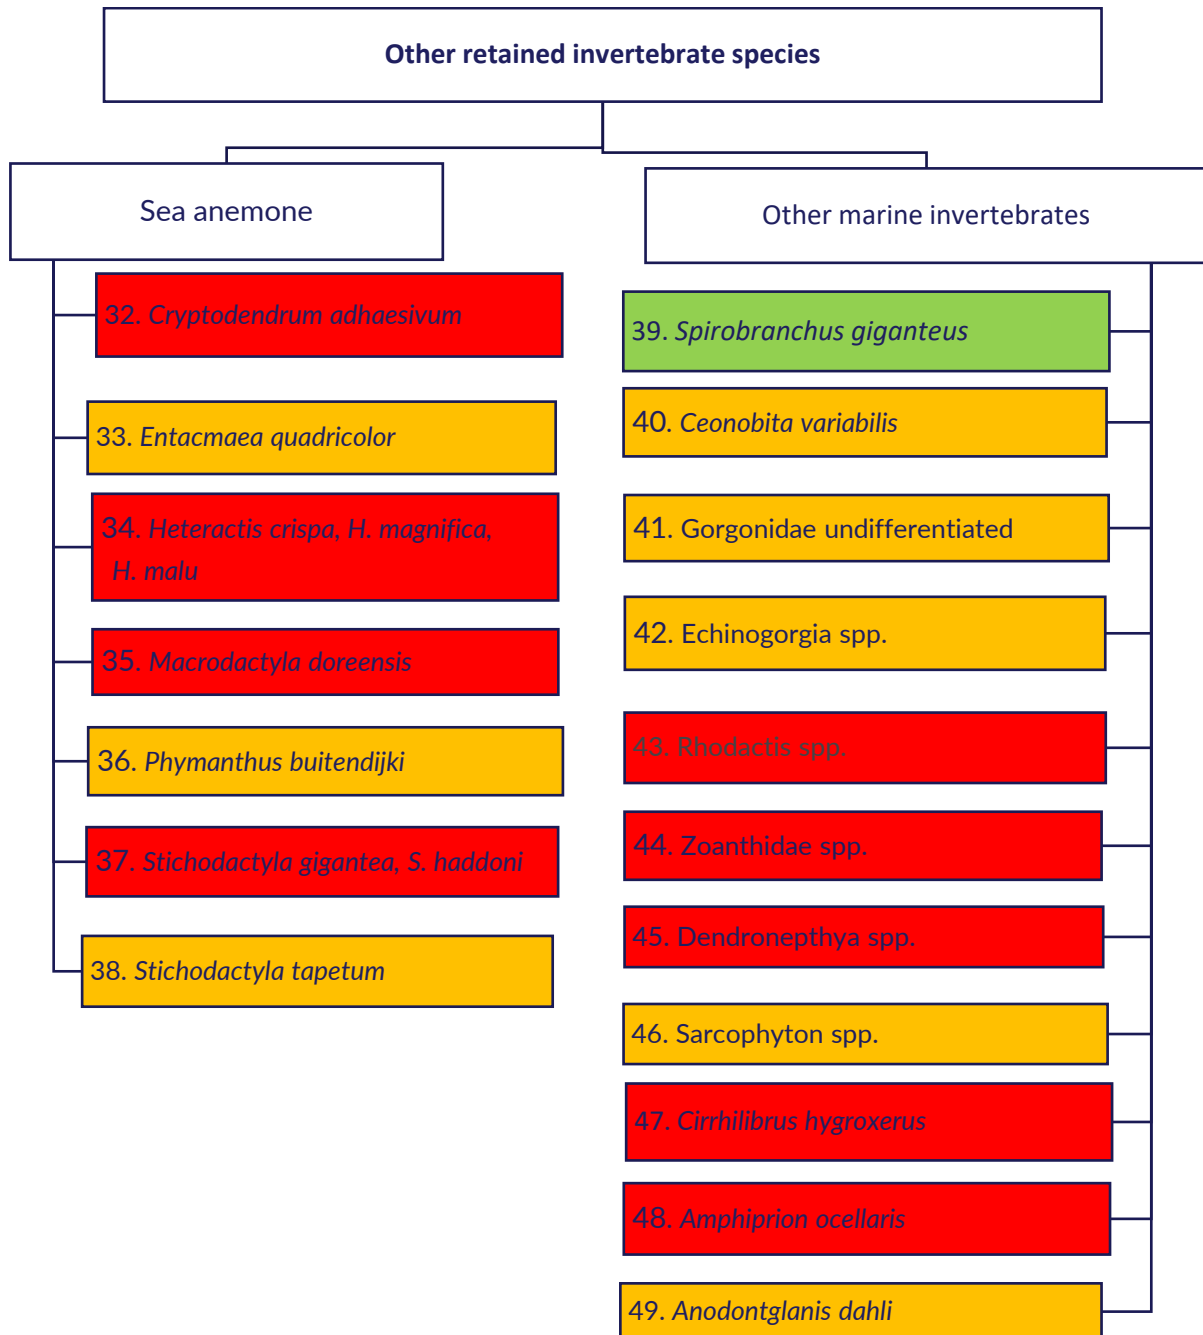 Other retained invertebrate species
Sea anemone
32. Cryptodendrum adhaesivum
33. Entacmaea quadricolor
34. Heteractis crispa, H. magnifica,
H. malu
35. Macrodactyla doreensis
36. Phymanthus buitendijki
37. Stichodactyla gigantea, S. haddoni
38. Stichodactyla tapetum
Other marine invertebrates
39. Spirobranchus giganteus
40. Ceonobita variabilis
41. Gorgonidae undifferentiated
42. Echinogorgia spp.
43. Rhodactis spp.
44. Zoanthidae spp.
45. Dendronepthya spp.
46. Sarcophyton spp.
47. Cirrhilibrus hygroxerus
48. Amphiprion ocellaris
49. Anodontglanis dahli